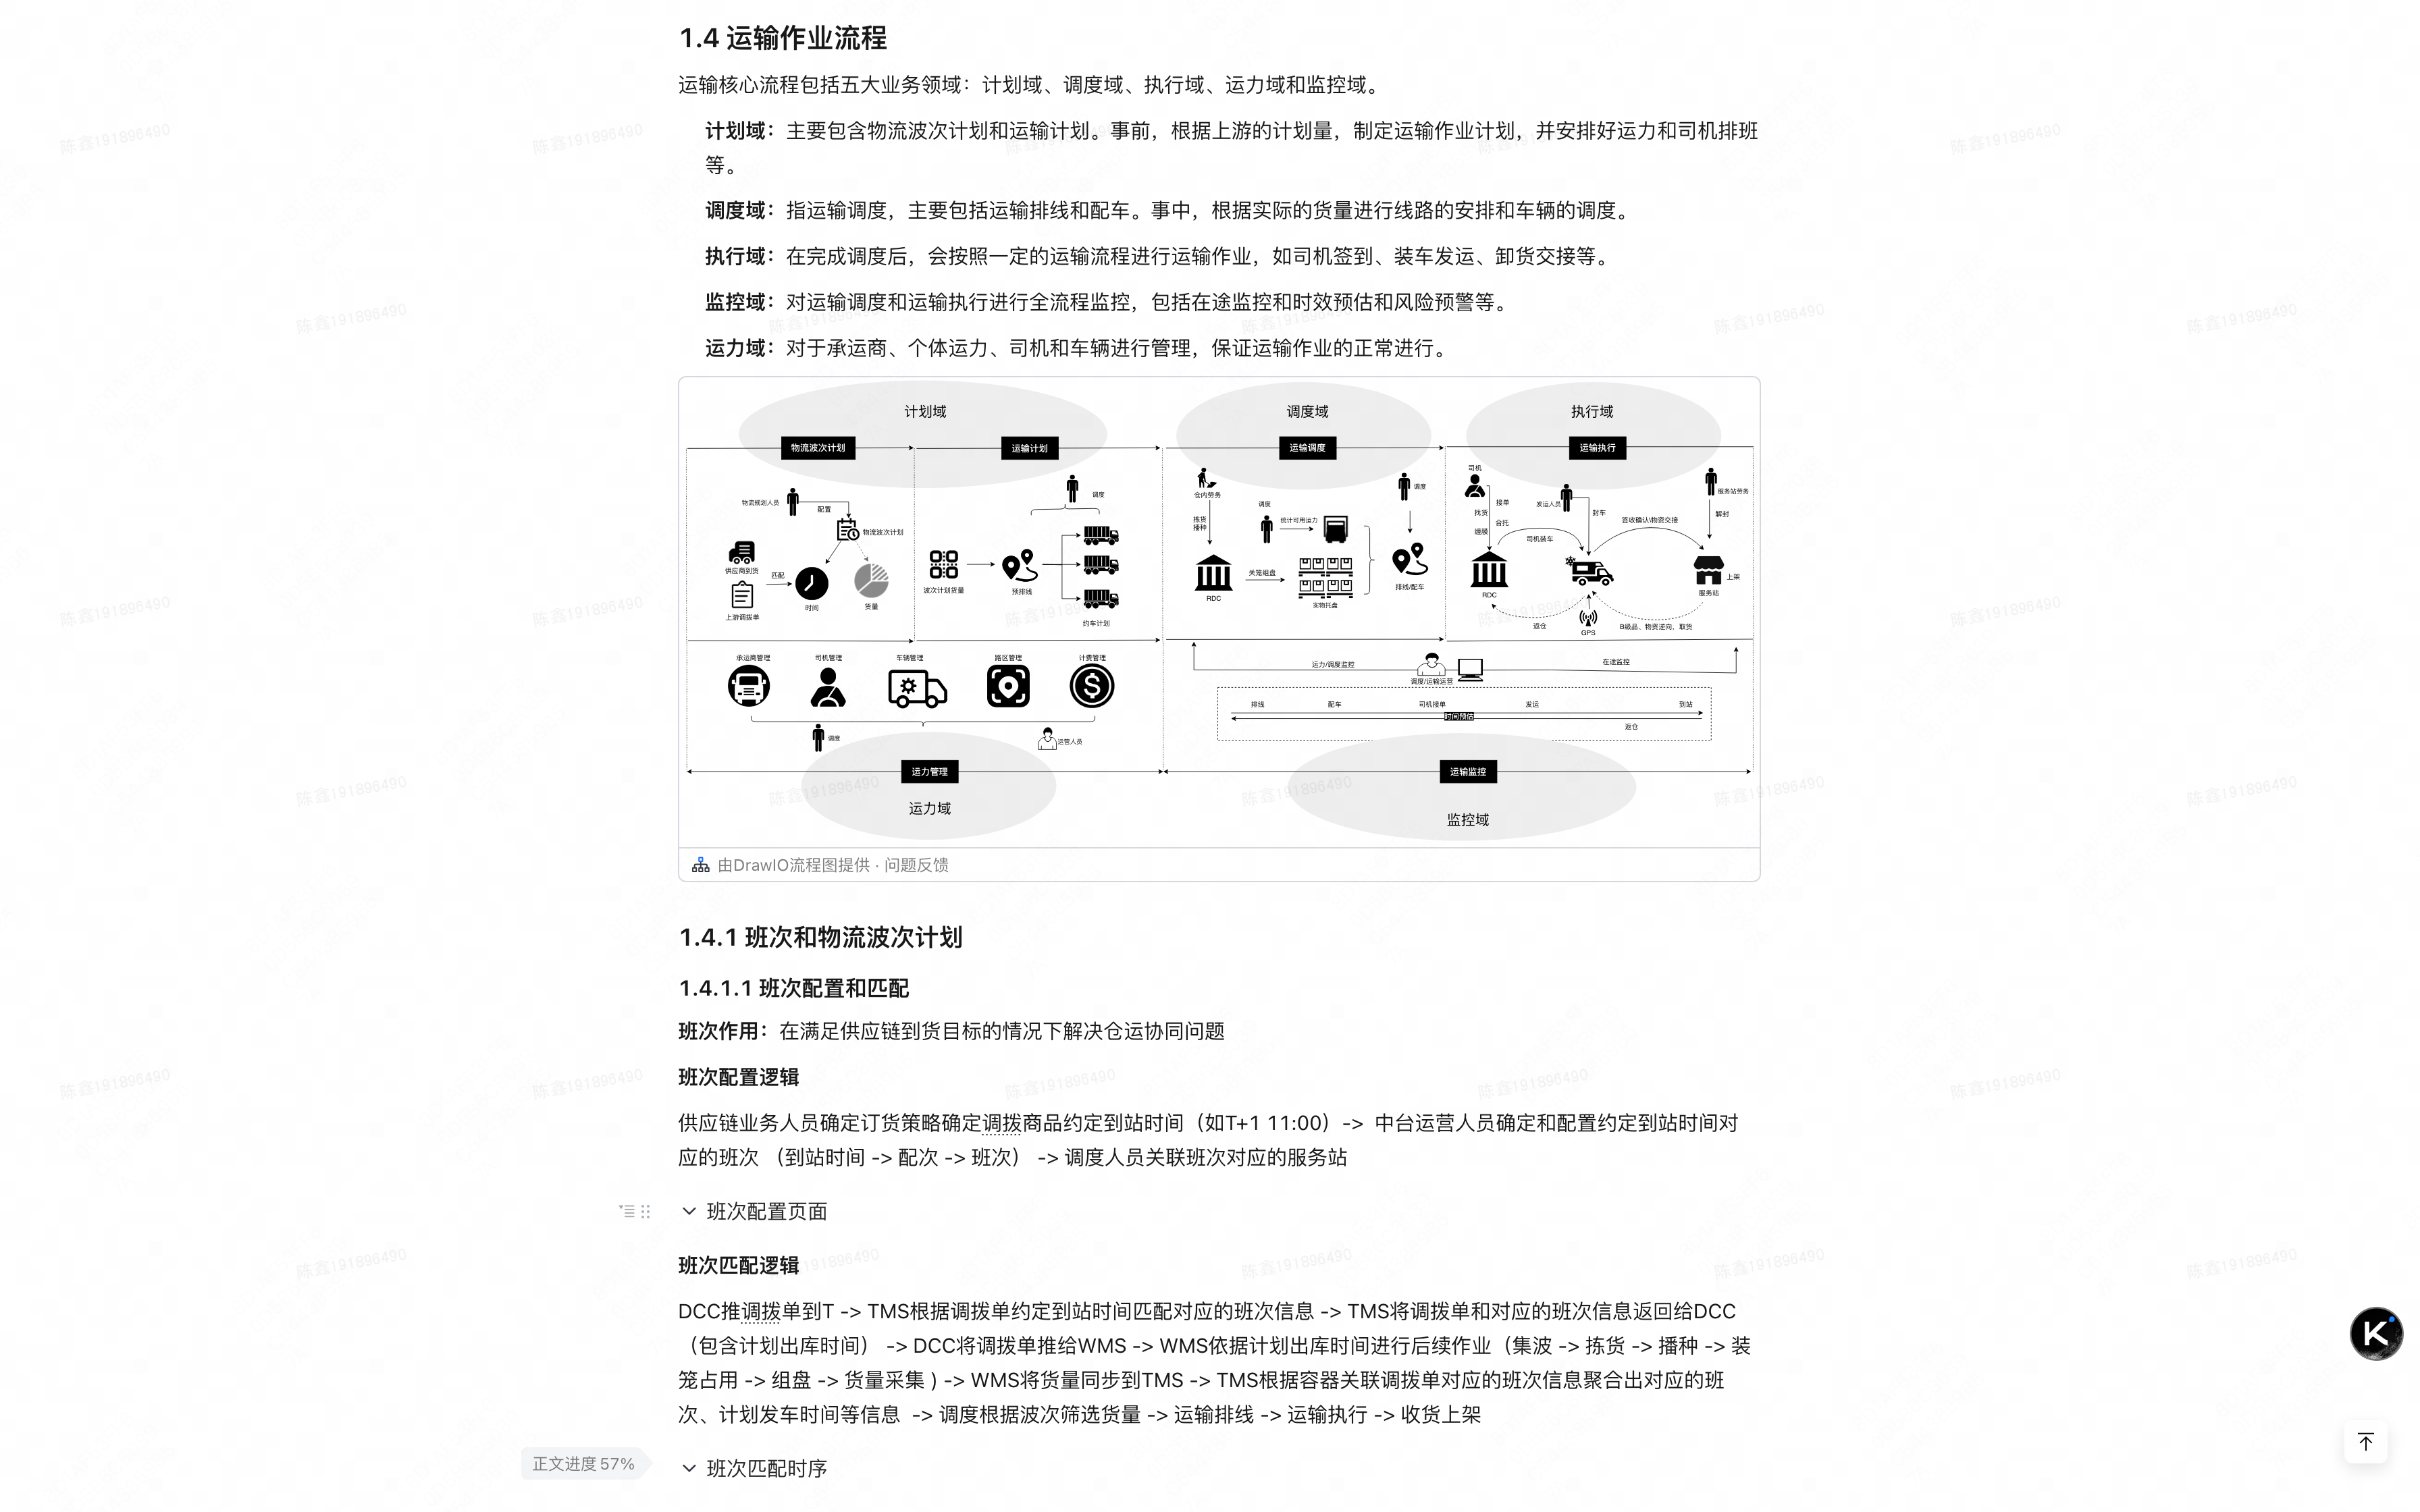 1.4 运输作业流程
运输核心流程包括五大业务领域：计划域、调度域、执行域、运力域和监控域。
计划域：主要包含物流波次计划和运输计划。事前，根据上游的计划量，制定运输作业计划，并安排好运力和司机排班
等。
调度域：指运输调度，主要包括运输排线和配车。事中，根据实际的货量进行线路的安排和车辆的调度。
执行域：在完成调度后，会按照一定的运输流程进行运输作业，如司机签到、装车发运、卸货交接等。
监控域：对运输调度和运输执行进行全流程监控，包括在途监控和时效预估和风险预警等。
运力域：对于承运商、个体运力、司机和车辆进行管理，保证运输作业的正常进行。
计划域
物流波次计划
运输计划
物流规划人员
配置
物流波次计划
供应商到货
匹配
上游调拨单
时间
货量
调度
波次计划货量
预排线
约车计划
调度域
运输调度
仓内劳务
拣货
播种
RDC
调度
统计可用运力
关笼组盘
实物托盘
调度
排线/配车
执行域
运输执行
司机
接单
找货
合托
缠膜
RDC
发运人员
封车
司机装车
签收确认\物资交接
服务站劳务
解封
上架
服务站
返仓
GPS
B级品、物资逆向，取货
承运商管理
司机管理
车辆管理
路区管理
计费管理
调度
运营人员
运力管理
运力域
运力/调度监控
调度/运输运营
在途监控
排线
配车
司机接单
发运
到站
时间预估
返仓
运输监控
监控域
由DrawIO流程图提供 · 问题反馈
1.4.1 班次和物流波次计划
1.4.1.1 班次配置和匹配
班次作用：在满足供应链到货目标的情况下解决仓运协同问题
班次配置逻辑
供应链业务人员确定订货策略确定调拨商品约定到站时间（如T+1 11:00）-> 中台运营人员确定和配置约定到站时间对
应的班次 （到站时间 -> 配次 -> 班次） -> 调度人员关联班次对应的服务站
班次配置页面
班次匹配逻辑
DCC推调拨单到T -> TMS根据调拨单约定到站时间匹配对应的班次信息 -> TMS将调拨单和对应的班次信息返回给DCC
（包含计划出库时间） -> DCC将调拨单推给WMS -> WMS依据计划出库时间进行后续作业（集波 -> 拣货 -> 播种 -> 装
笼占用 -> 组盘 -> 货量采集 ) -> WMS将货量同步到TMS -> TMS根据容器关联调拨单对应的班次信息聚合出对应的班
次、计划发车时间等信息 -> 调度根据波次筛选货量 -> 运输排线 -> 运输执行 -> 收货上架
正文进度 57%
班次匹配时序
陈鑫191896490